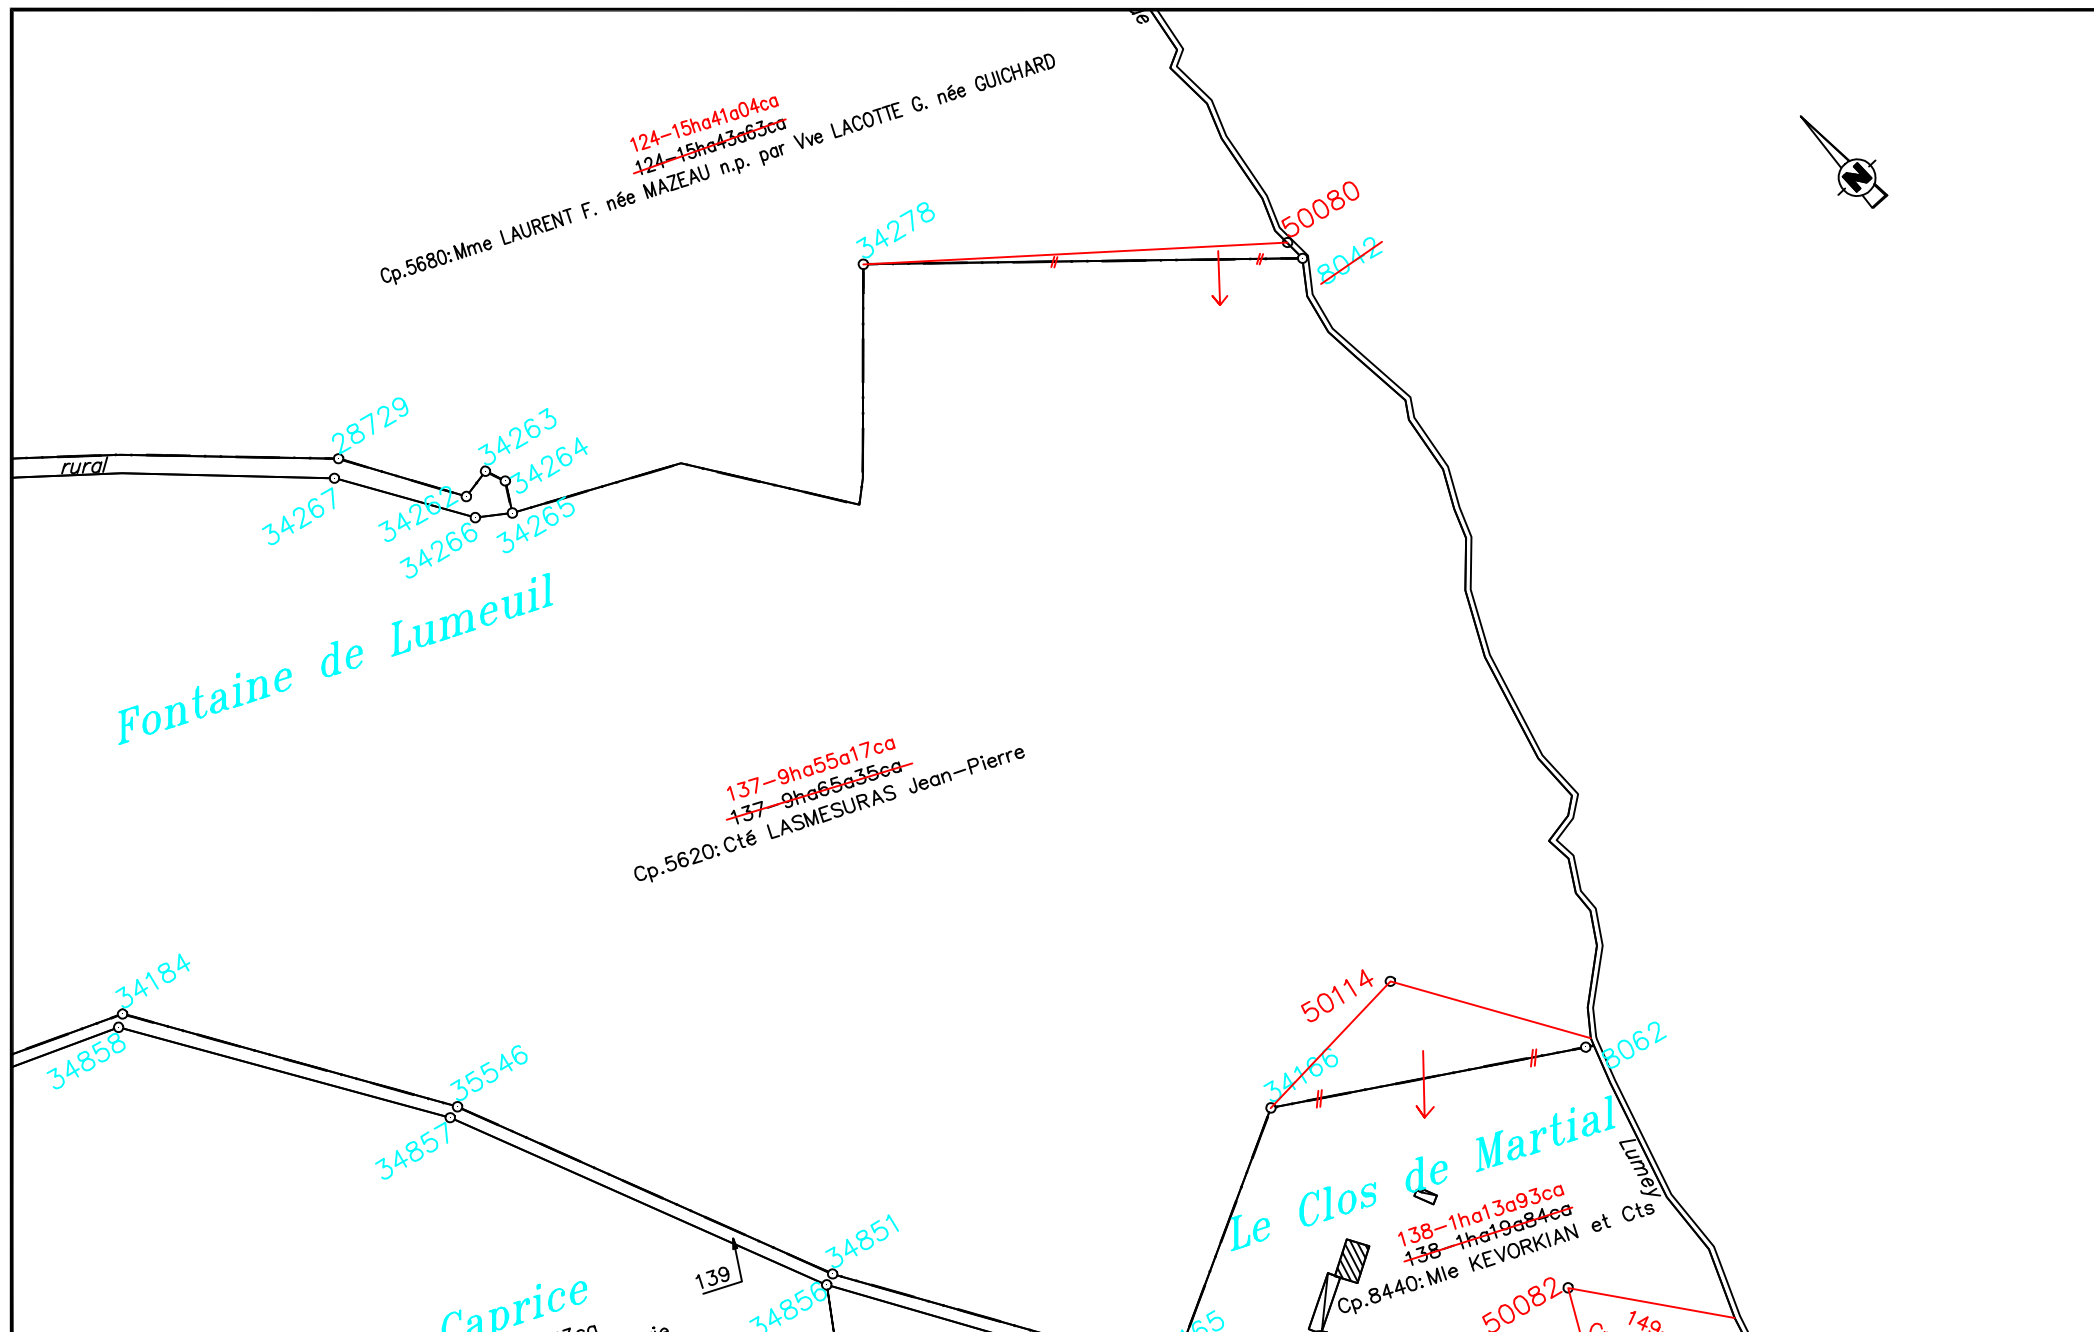 124-15ha41a04ca
124-15ha43a63ca
Cp.5680:Mme LAURENT F. née MAZEAU n.p. par Vve LACOTTE G. née GUICHARD
N
50080
34278
8042
28729
34263
34264
rural
34262
34267
34266
34265
Fontaine de Lumeuil
137-9ha55a17ca
137-9ha65a35ca
Cp.5620:Cté LASMESURAS Jean-Pierre
34184
50114
34858
8062
35546
34166
34857
Le Clos de Martial
Lumey
138-1ha13a93ca
138-1ha19a84ca
Cp.8440:Mle KEVORKIAN et Cts
34851
139
34856
50082
Caprice
149